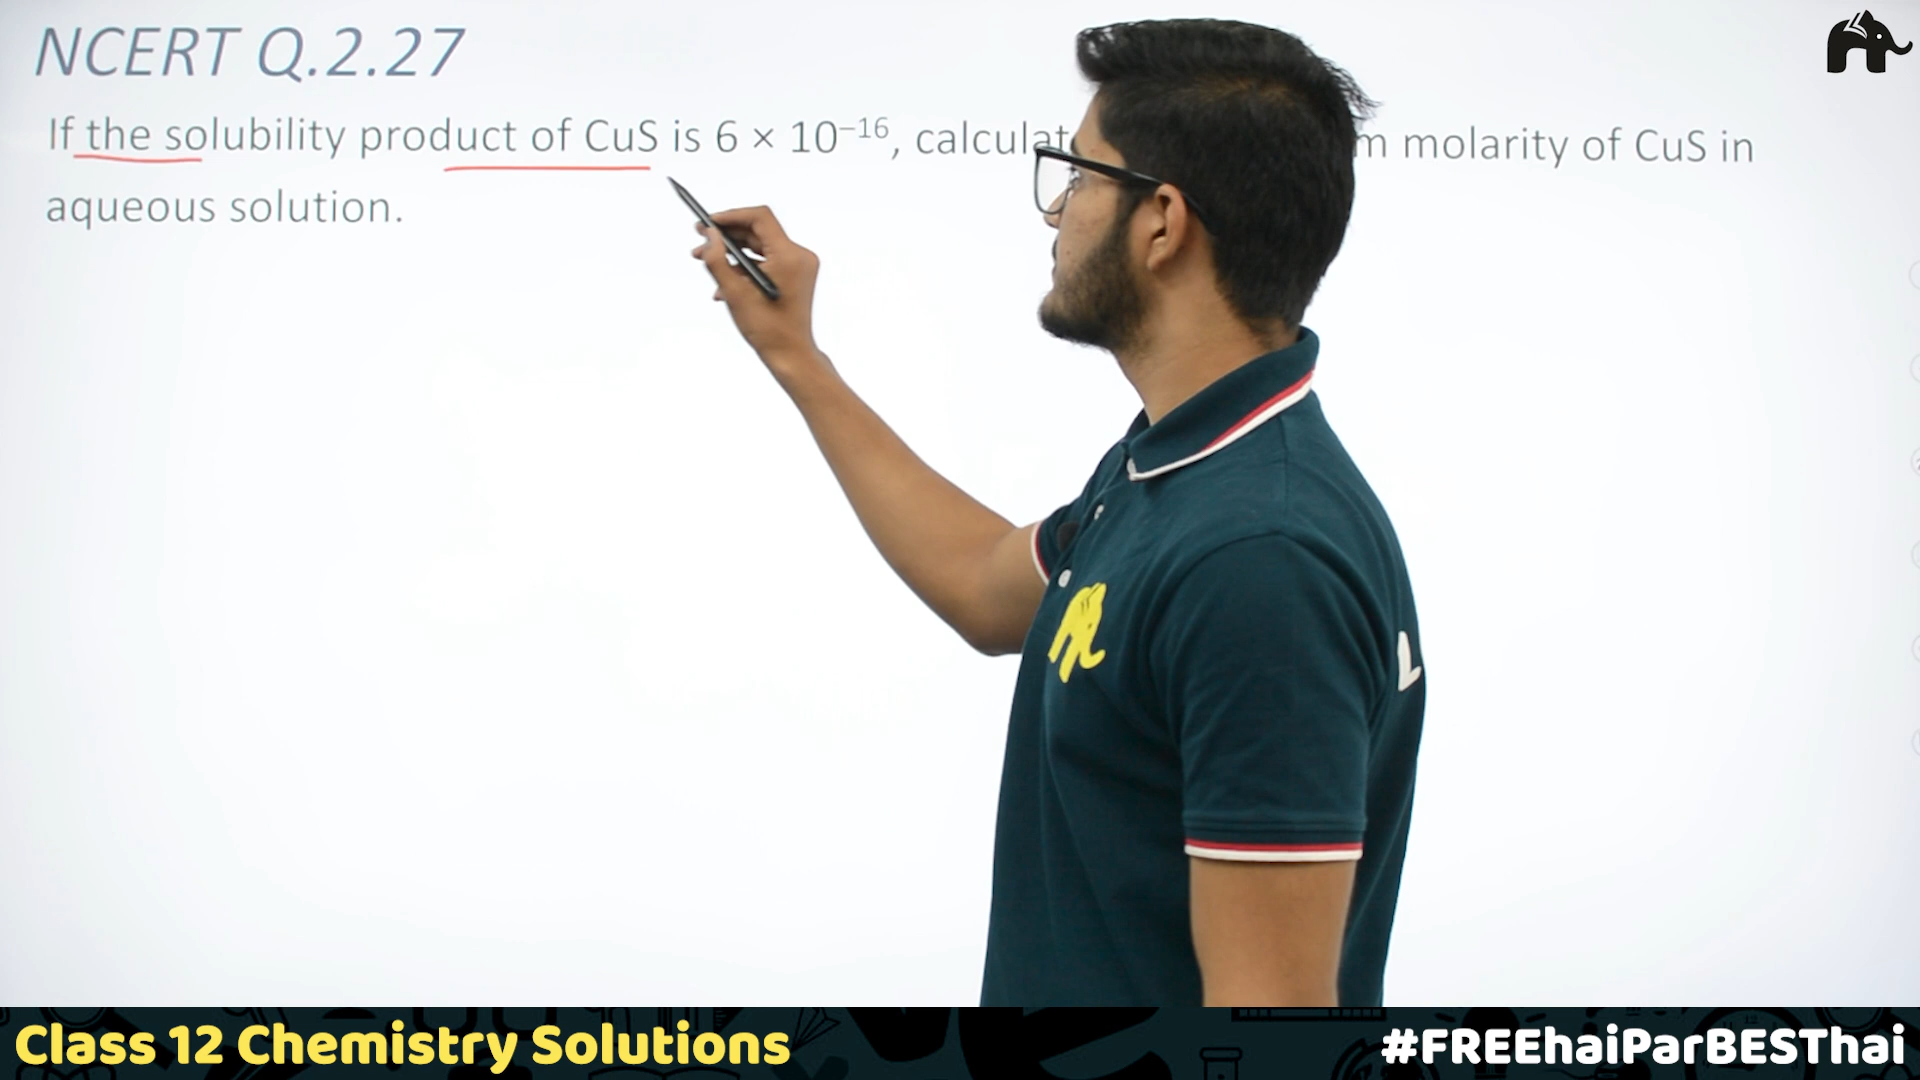 NCERT Q.2.27
If the solubility product of CuS is 6 × 10⁻¹⁶, calculat m molarity of CuS in
aqueous solution.
L
Class 12 Chemistry Solutions
#FREEhaiParBESThai